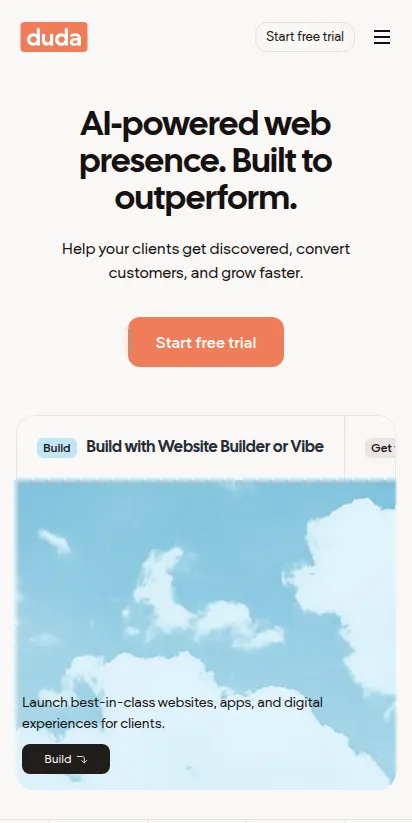 duda
Start free trial
AI-powered web
presence. Built to
outperform.
Help your clients get discovered, convert
customers, and grow faster.
Start free trial
Build
Build with Website Builder or Vibe
Get
Launch best-in-class websites, apps, and digital
experiences for clients.
Build